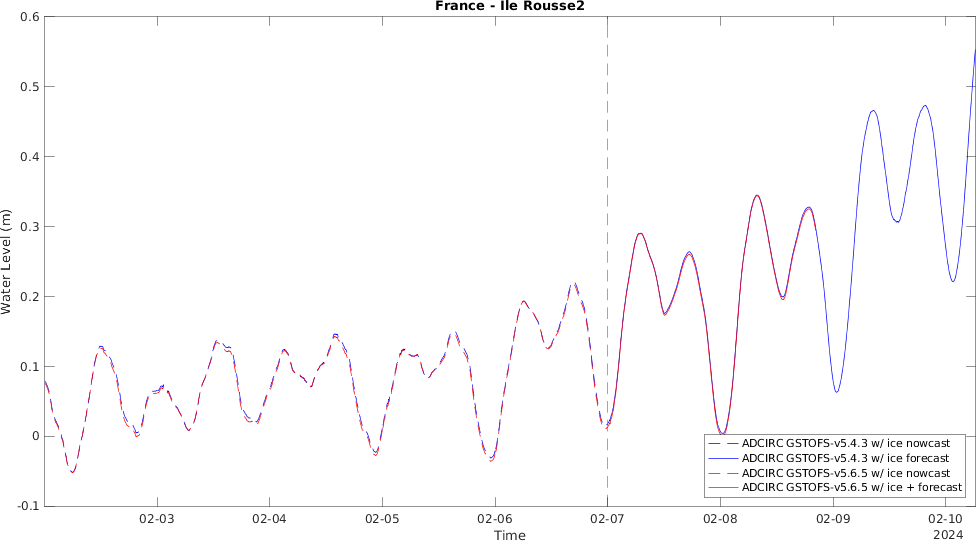 France - Ile Rousse2
0.6
0.5
0.4
0.3
0.2
0.1
0
-0.1
Water Level (m)
ADCIRC GSTOFS-v5.4.3 w/ ice nowcast
ADCIRC GSTOFS-v5.4.3 w/ ice forecast
ADCIRC GSTOFS-v5.6.5 w/ ice nowcast
ADCIRC GSTOFS-v5.6.5 w/ ice + forecast
02-03 02-04 02-05 02-06 02-07 02-08 02-09 02-10
Time 2024